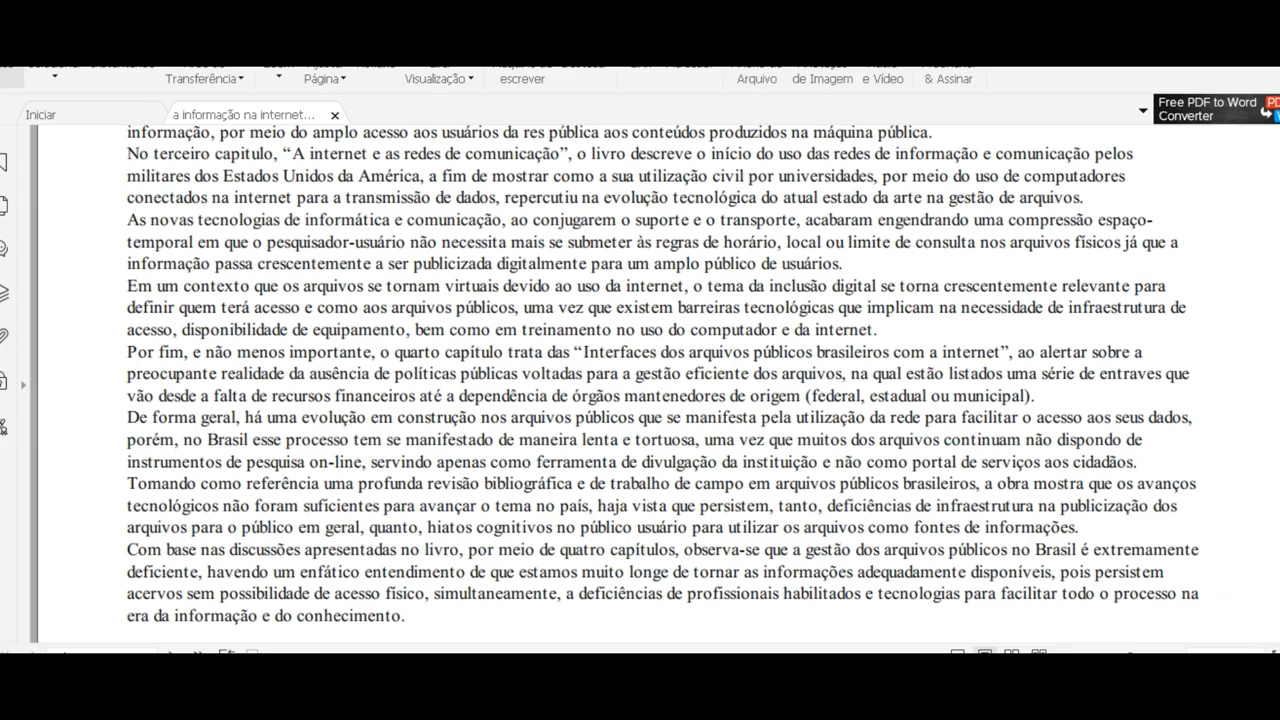 Transferência
Página
Visualização
escrever
Arquivo
de Imagem
e Vídeo
& Assinar
Iniciar
a informação na internet...
Free PDF to Word
Converter
informação, por meio do amplo acesso aos usuários da res pública aos conteúdos produzidos na máquina pública.
No terceiro capitulo, “A internet e as redes de comunicação”, o livro descreve o início do uso das redes de informação e comunicação pelos
militares dos Estados Unidos da América, a fim de mostrar como a sua utilização civil por universidades, por meio do uso de computadores
conectados na internet para a transmissão de dados, repercutiu na evolução tecnológica do atual estado da arte na gestão de arquivos.
As novas tecnologias de informática e comunicação, ao conjugarem o suporte e o transporte, acabaram engendrando uma compressão espaço-
temporal em que o pesquisador-usuário não necessita mais se submeter às regras de horário, local ou limite de consulta nos arquivos físicos já que a
informação passa crescentemente a ser publicizada digitalmente para um amplo público de usuários.
Em um contexto que os arquivos se tornam virtuais devido ao uso da internet, o tema da inclusão digital se torna crescentemente relevante para
definir quem terá acesso e como aos arquivos públicos, uma vez que existem barreiras tecnológicas que implicam na necessidade de infraestrutura de
acesso, disponibilidade de equipamento, bem como em treinamento no uso do computador e da internet.
Por fim, e não menos importante, o quarto capítulo trata das “Interfaces dos arquivos públicos brasileiros com a internet”, ao alertar sobre a
preocupante realidade da ausência de políticas públicas voltadas para a gestão eficiente dos arquivos, na qual estão listados uma série de entraves que
vão desde a falta de recursos financeiros até a dependência de órgãos mantenedores de origem (federal, estadual ou municipal).
De forma geral, há uma evolução em construção nos arquivos públicos que se manifesta pela utilização da rede para facilitar o acesso aos seus dados,
porém, no Brasil esse processo tem se manifestado de maneira lenta e tortuosa, uma vez que muitos dos arquivos continuam não dispondo de
instrumentos de pesquisa on-line, servindo apenas como ferramenta de divulgação da instituição e não como portal de serviços aos cidadãos.
Tomando como referência uma profunda revisão bibliográfica e de trabalho de campo em arquivos públicos brasileiros, a obra mostra que os avanços
tecnológicos não foram suficientes para avançar o tema no país, haja vista que persistem, tanto, deficiências de infraestrutura na publicização dos
arquivos para o público em geral, quanto, hiatos cognitivos no público usuário para utilizar os arquivos como fontes de informações.
Com base nas discussões apresentadas no livro, por meio de quatro capítulos, observa-se que a gestão dos arquivos públicos no Brasil é extremamente
deficiente, havendo um enfático entendimento de que estamos muito longe de tornar as informações adequadamente disponíveis, pois persistem
acervos sem possibilidade de acesso físico, simultaneamente, a deficiências de profissionais habilitados e tecnologias para facilitar todo o processo na
era da informação e do conhecimento.